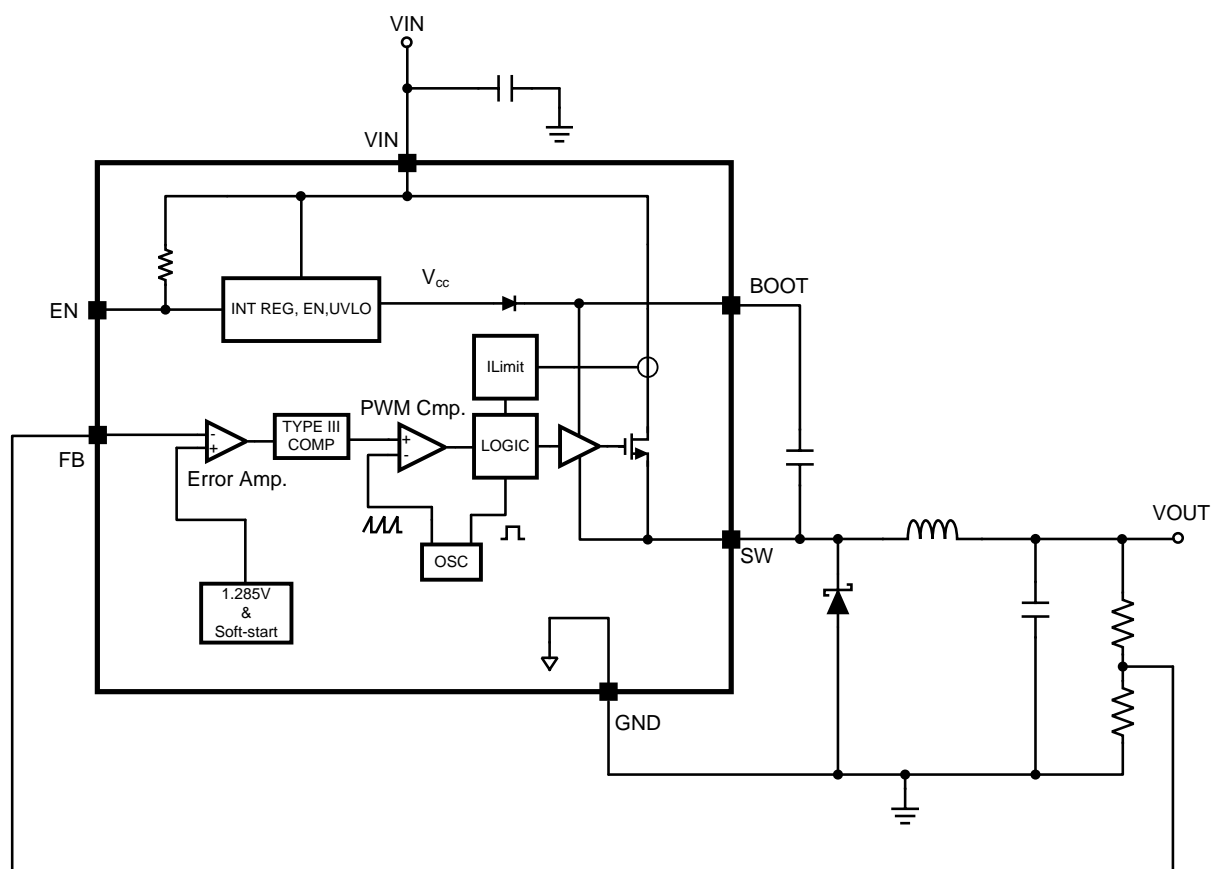 VIN
VIN
V_cc
BOOT
EN
INT REG, EN,UVLO
ILimit
PWM Cmp.
TYPE III
COMP
-
+
+
-
LOGIC
FB
Error Amp.
VOUT
SW
OSC
1.285V
&
Soft-start
GND